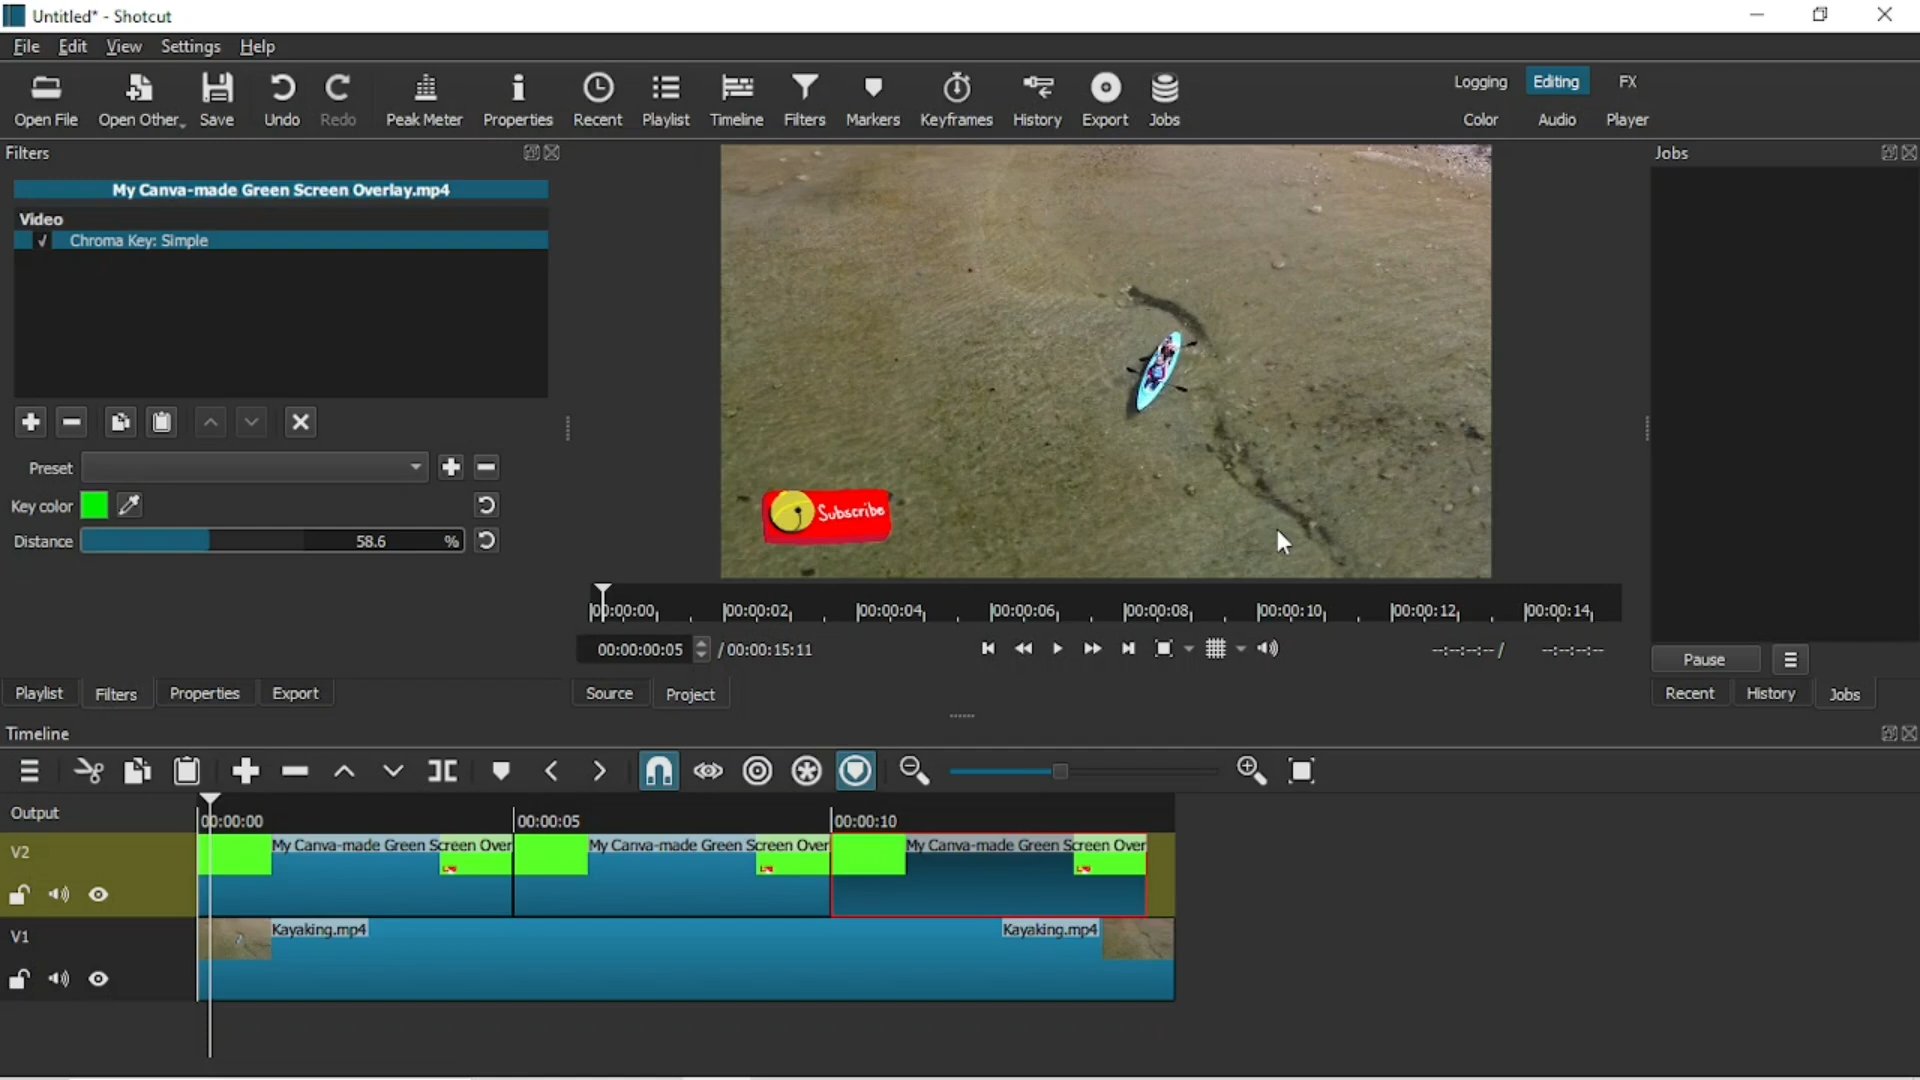 Untitled* - Shotcut
File Edit View Settings Help
Open File Open Other Save Undo Redo Peak Meter Properties Recent Playlist Timeline Filters Markers Keyframes History Export Jobs
Logging Editing FX
Color Audio Player
Filters
My Canva-made Green Screen Overlay.mp4
Video
✓ Chroma Key: Simple
Preset
Key color
Distance 58.6 %
Subscribe
00:00:00 00:00:02 00:00:04 00:00:06 00:00:08 00:00:10 00:00:12 00:00:14
00:00:00:05 / 00:00:15:11 --:--:--:-- / --:--:--:--
Playlist Filters Properties Export
Source Project
Jobs
Pause
Recent History Jobs
Timeline
Output
00:00:00 00:00:05 00:00:10
V2
My Canva-made Green Screen Over My Canva-made Green Screen Over My Canva-made Green Screen Over
V1
Kayaking.mp4 Kayaking.mp4